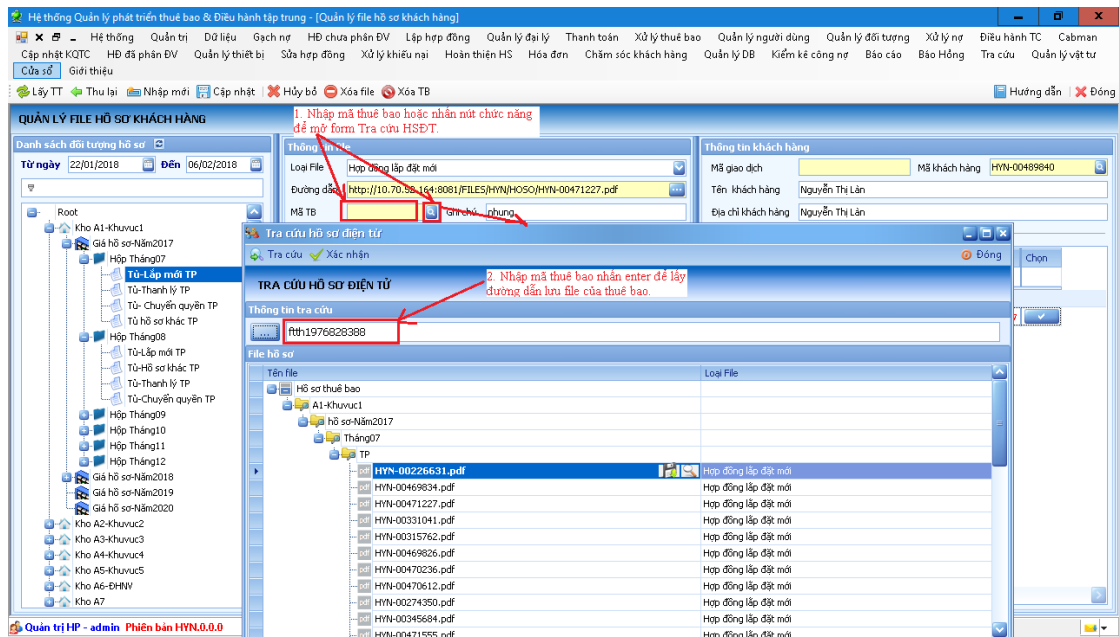 Hệ thống Quản lý phát triển thuê bao & Điều hành tập trung - [Quản lý file hồ sơ khách hàng]
Hệ thống Quản trị Dữ liệu Gạch nợ HĐ chưa phân ĐV Lập hợp đồng Quản lý đại lý Thanh toán Xử lý thuê bao Quản lý người dùng Quản lý đối tượng Xử lý nợ Điều hành TC Cabman
Cập nhật KQTC HĐ đã phân ĐV Quản lý thiết bị Sửa hợp đồng Xử lý khiếu nại Hoàn thiện HS Hóa đơn Chăm sóc khách hàng Quản lý DB Kiểm kê công nợ Báo cáo Báo Hỏng Tra cứu Quản lý vật tư
Cửa sổ Giới thiệu
Lấy TT Thu lại Nhập mới Cập nhật Hủy bỏ Xóa file Xóa TB Hướng dẫn Đóng
QUẢN LÝ FILE HỒ SƠ KHÁCH HÀNG
1. Nhập mã thuê bao hoặc nhấn nút chức năng
để mở form Tra cứu HSĐT.
Danh sách đối tượng hồ sơ Thông tin file Thông tin khách hàng
Từ ngày 22/01/2018 Đến 06/02/2018 Loại File Hợp đồng lắp đặt mới Mã giao dịch Mã khách hàng HYN-00489840
Đường dẫn http://10.70.52.164:8081/FILES/HYN/HOSO/HYN-00471227.pdf Tên khách hàng Nguyễn Thị Làn
Root Mã TB Ghi chú nhung Địa chỉ khách hàng Nguyễn Thị Làn
Kho A1-Khuvuc1 Tra cứu hồ sơ điện tử
Giá hồ sơ-Năm2017 Tra cứu Xác nhận Đóng Chọn
Hộp Tháng07
Tủ-Lắp mới TP
Tủ-Thanh lý TP
Tủ- Chuyển quyền TP
Tủ hồ sơ khác TP
Hộp Tháng08
Tủ-Lắp mới TP
Tủ-Hồ sơ khác TP
Tủ-Thanh lý TP
Tủ-Chuyển quyền TP
Hộp Tháng09
Hộp Tháng10
Hộp Tháng11
Hộp Tháng12
Giá hồ sơ-Năm2018
Giá hồ sơ-Năm2019
Giá hồ sơ-Năm2020
Kho A2-Khuvuc2
Kho A3-Khuvuc3
Kho A4-Khuvuc4
Kho A5-Khuvuc5
Kho A6-ĐHNV
Kho A7
TRA CỨU HỒ SƠ ĐIỆN TỬ
2. Nhập mã thuê bao nhấn enter để lấy
đường dẫn lưu file của thuê bao.
Thông tin tra cứu
... ftth1976828388
File hồ sơ
Tên file Loại File
Hồ sơ thuê bao
A1-Khuvuc1
hồ sơ-Năm2017
Tháng07
TP
HYN-00226631.pdf Hợp đồng lắp đặt mới
HYN-00469834.pdf Hợp đồng lắp đặt mới
HYN-00471227.pdf Hợp đồng lắp đặt mới
HYN-00331041.pdf Hợp đồng lắp đặt mới
HYN-00315762.pdf Hợp đồng lắp đặt mới
HYN-00469826.pdf Hợp đồng lắp đặt mới
HYN-00470236.pdf Hợp đồng lắp đặt mới
HYN-00470612.pdf Hợp đồng lắp đặt mới
HYN-00274350.pdf Hợp đồng lắp đặt mới
HYN-00345684.pdf Hợp đồng lắp đặt mới
HYN-00471555.pdf Hợp đồng lắp đặt mới
Quản trị HP - admin Phiên bản HYN.0.0.0